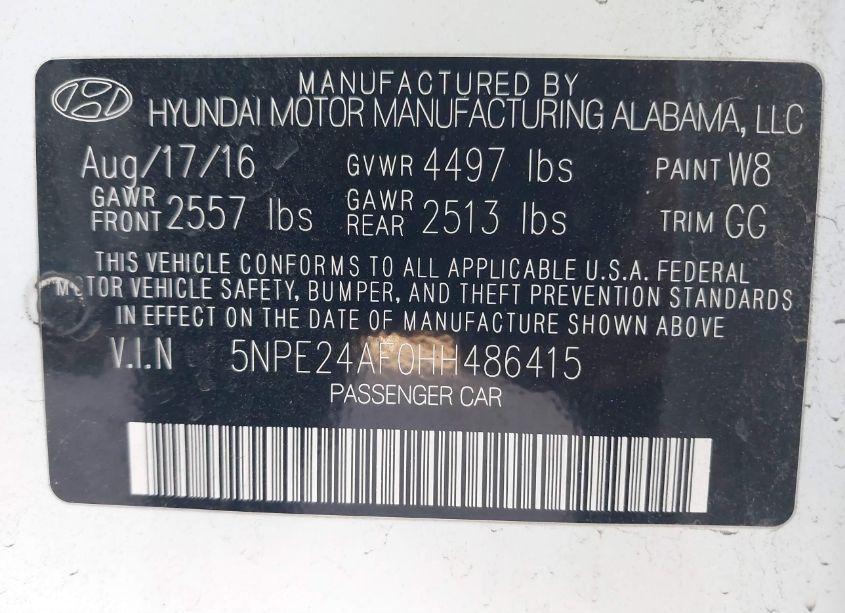 MANUFACTURED BY
HYUNDAI MOTOR MANUFACTURING ALABAMA, LLC
Aug/17/16 GVWR 4497 lbs PAINT W8
GAWR FRONT 2557 lbs GAWR REAR 2513 lbs TRIM GG
THIS VEHICLE CONFORMS TO ALL APPLICABLE U.S.A. FEDERAL
MOTOR VEHICLE SAFETY, BUMPER, AND THEFT PREVENTION STANDARDS
IN EFFECT ON THE DATE OF MANUFACTURE SHOWN ABOVE
V.I.N 5NPE24AF0HH486415
PASSENGER CAR